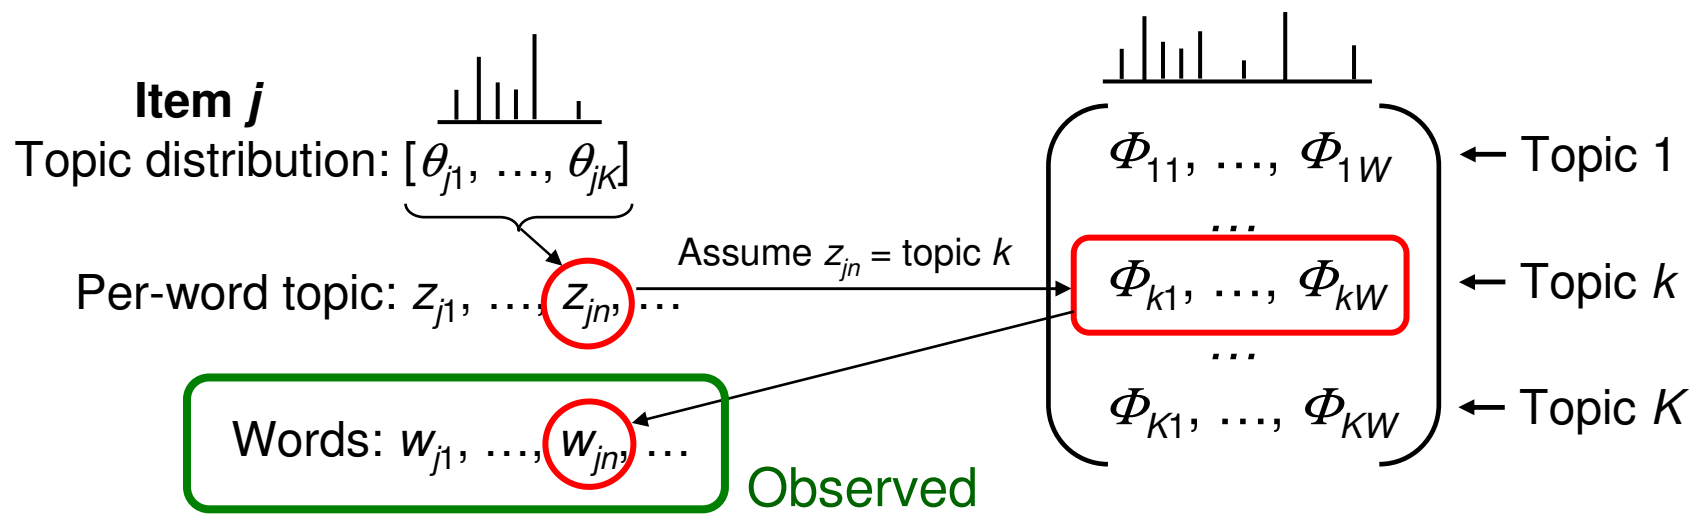 Item j
Topic distribution: [θj1, …, θjK]
Per-word topic: zj1, …, zjn, …
Assume zjn = topic k
Words: wj1, …, wjn, …
Observed
Φ11, …, Φ1W
Topic 1
…
Φk1, …, ΦkW
Topic k
…
ΦK1, …, ΦKW
Topic K